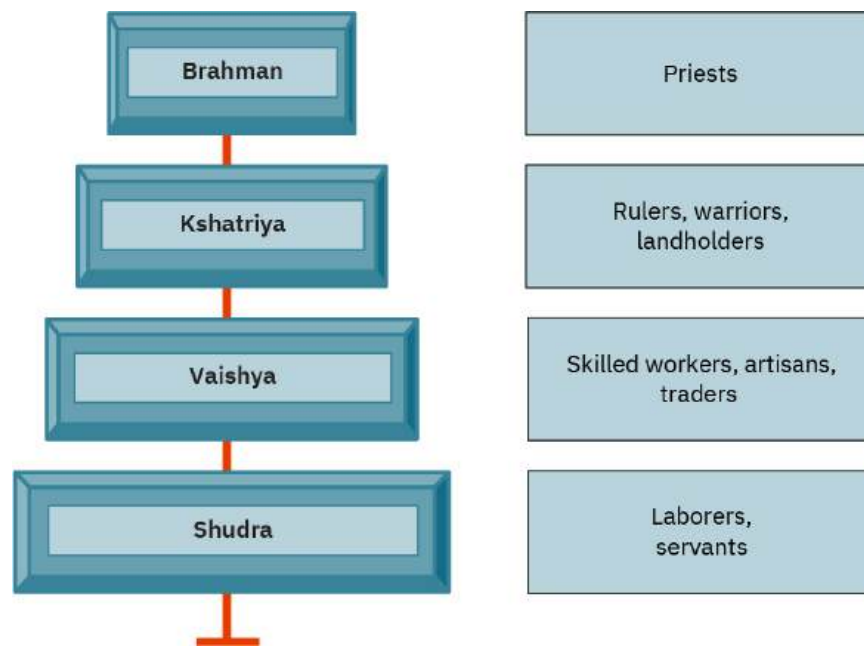 Brahman
Priests
Kshatriya
Rulers, warriors,
landholders
Vaishya
Skilled workers, artisans,
traders
Shudra
Laborers,
servants